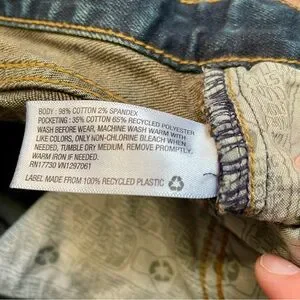 BODY : 98% COTTON 2% SPANDEX
POCKETING : 35% COTTON 65% RECYCLED POLYESTER
WASH BEFORE WEAR, MACHINE WASH WARM WITH
LIKE COLORS, ONLY NON-CHLORINE BLEACH WHEN
NEEDED, TUMBLE DRY MEDIUM, REMOVE PROMPTLY,
WARM IRON IF NEEDED.
RN17730 VN1297061
LABEL MADE FROM 100% RECYCLED PLASTIC